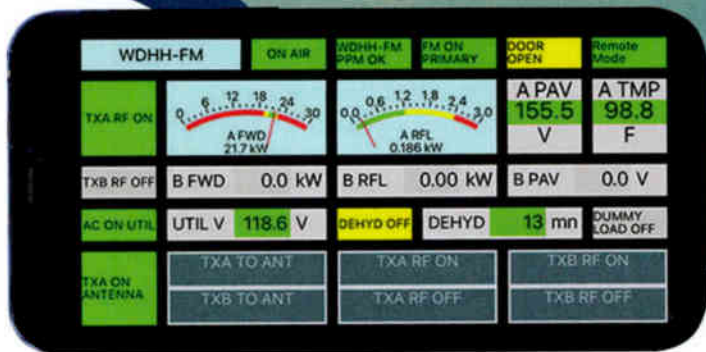 WDHH-FM
ON AIR
WDHH-FM
PPM OK
FM ON
PRIMARY
DOOR
OPEN
Remote
Mode
TXA RF ON
0 6 12 18 24 30
A FWD
21.7 kW
0.0 0.6 1.2 1.8 2.4 3.0
A RFL
0.186 kW
A PAV
155.5
V
A TMP
98.8
F
TXB RF OFF
B FWD 0.0 kW
B RFL 0.00 kW
B PAV 0.0 V
AC ON UTIL
UTIL V 118.6 V
DEHYD OFF
DEHYD 13 mn
DUMMY
LOAD OFF
TXA ON
ANTENNA
TXA TO ANT
TXA RF ON
TXB RF ON
TXB TO ANT
TXA RF OFF
TXB RF OFF